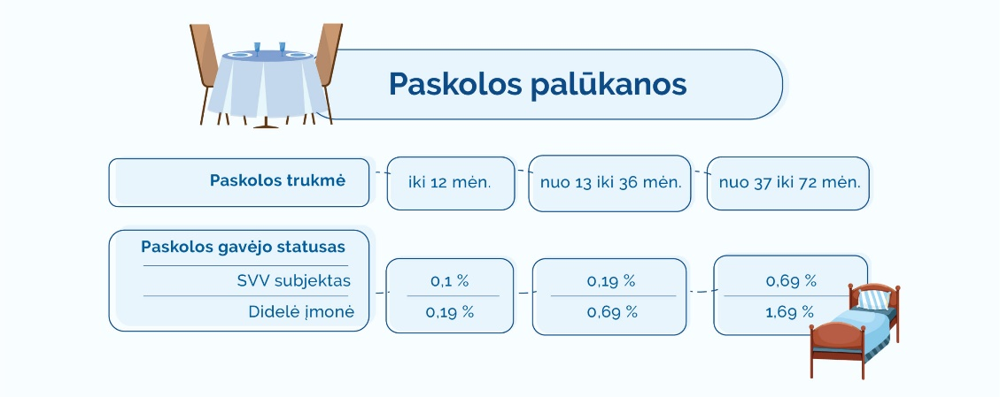 Paskolos palūkanos
Paskolos trukmė iki 12 mėn. nuo 13 iki 36 mėn. nuo 37 iki 72 mėn.
Paskolos gavėjo statusas
SVV subjektas 0,1 % 0,19 % 0,69 %
Didelė įmonė 0,19 % 0,69 % 1,69 %